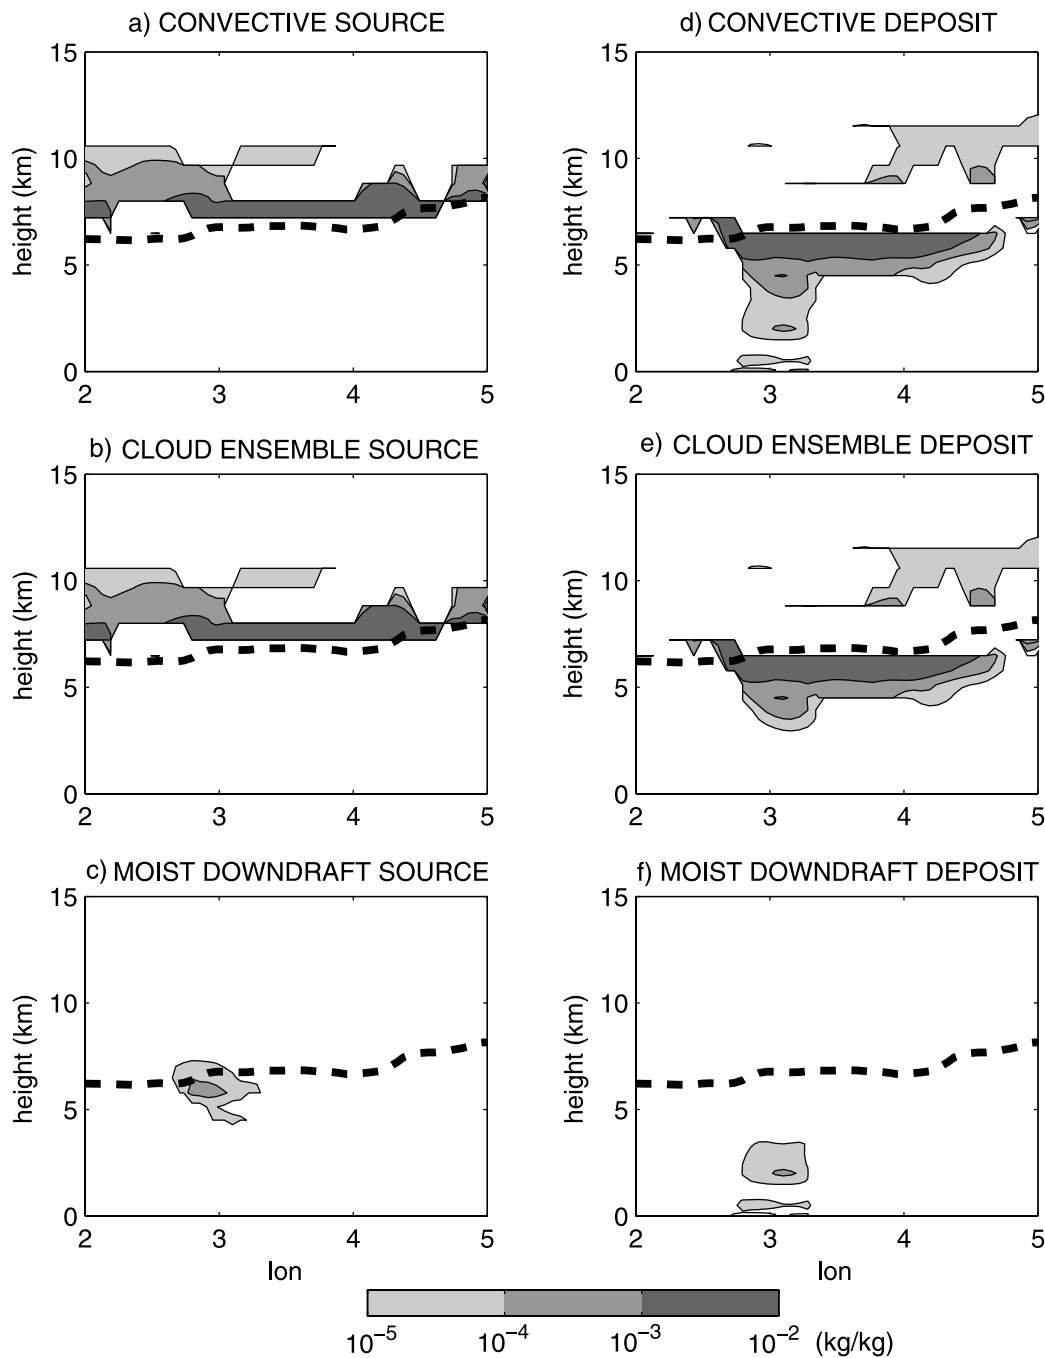 a) CONVECTIVE SOURCE
15
10
5
0
height (km)
2 3 4 5
d) CONVECTIVE DEPOSIT
15
10
5
0
height (km)
2 3 4 5
b) CLOUD ENSEMBLE SOURCE
15
10
5
0
height (km)
2 3 4 5
e) CLOUD ENSEMBLE DEPOSIT
15
10
5
0
height (km)
2 3 4 5
c) MOIST DOWNDRAFT SOURCE
15
10
5
0
height (km)
2 3 4 5
lon
f) MOIST DOWNDRAFT DEPOSIT
15
10
5
0
height (km)
2 3 4 5
lon
10⁻⁵ 10⁻⁴ 10⁻³ 10⁻² (kg/kg)